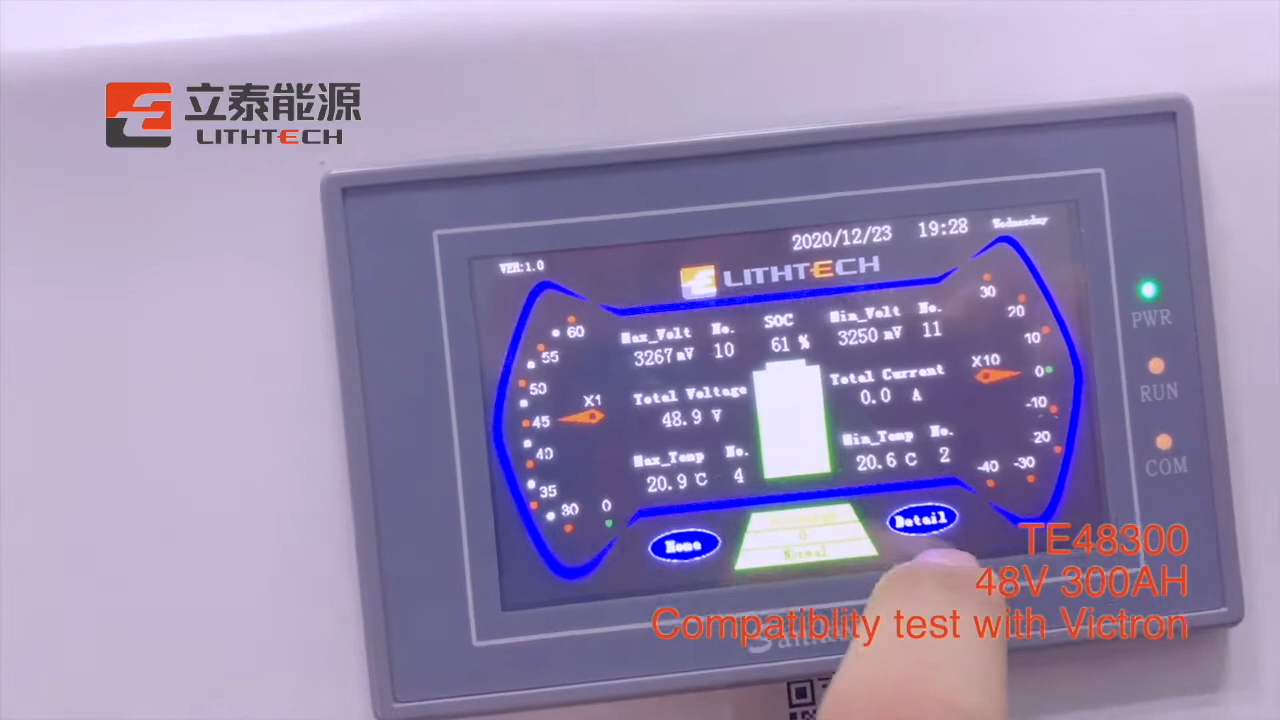 立泰能源
LITHTECH
2020/12/23 19:28 Wednesday
VER:1.0
LITHTECH
Max_Volt No. SOC Min_Volt No.
3267 mV 10 61 % 3250 mV 11
Total Voltage Total Current
48.9 V 0.0 A
Max_Temp No. Min_Temp No.
20.9 C 4 20.6 C 2
60
55
50
45
40
35
30
0
X1
30
20
10
0
-10
-20
-30
-40
X10
0
Normal
Home
Detail
PWR
RUN
COM
TE48300
48V 300AH
Compatiblity test with Victron